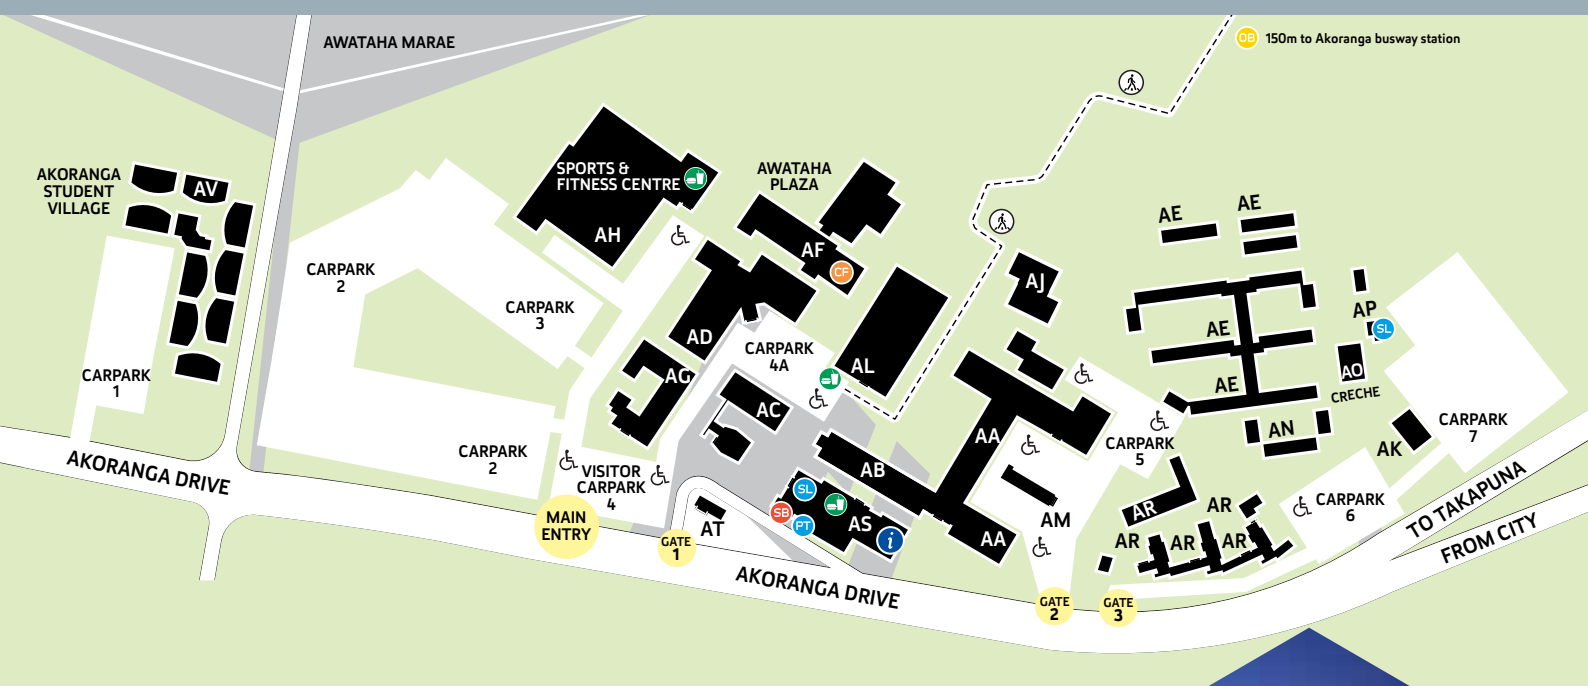 OB 150m to Akoranga busway station
AWATAHA MARAE
AKORANGA
STUDENT
VILLAGE
AV
SPORTS &
FITNESS CENTRE
AH
AWATAHA
PLAZA
AF
CF
AE
AE
AJ
CARPARK
2
CARPARK
3
AD
CARPARK
4A
AL
AE
AP
SL
AO
CRECHE
CARPARK
1
AG
AC
AE
AN
AK
CARPARK
7
AA
CARPARK
5
CARPARK
2
VISITOR
CARPARK
4
AB
SL
SB
PT
AS
i
AA
AM
AR
AR
AR
AR
AR
CARPARK
6
TO TAKAPUNA
FROM CITY
AKORANGA DRIVE
MAIN
ENTRY
GATE
1
AT
AKORANGA DRIVE
GATE
2
GATE
3